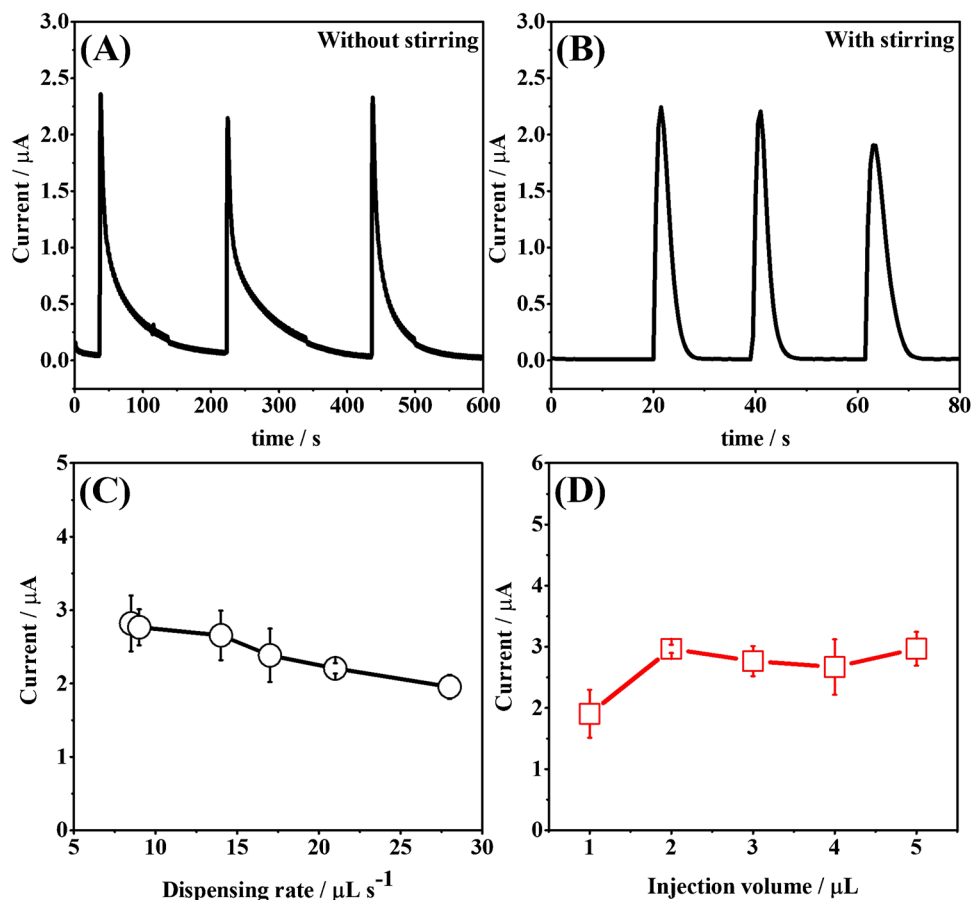 (A)
Without stirring
3.0
2.5
2.0
1.5
1.0
0.5
0.0
Current / μA
0 100 200 300 400 500 600
time / s
(B)
With stirring
3.0
2.5
2.0
1.5
1.0
0.5
0.0
Current / μA
0 20 40 60 80
time / s
(C)
5
4
3
2
1
0
Current / μA
5 10 15 20 25 30
Dispensing rate / μL s⁻¹
(D)
6
5
4
3
2
1
0
Current / μA
1 2 3 4 5
Injection volume / μL